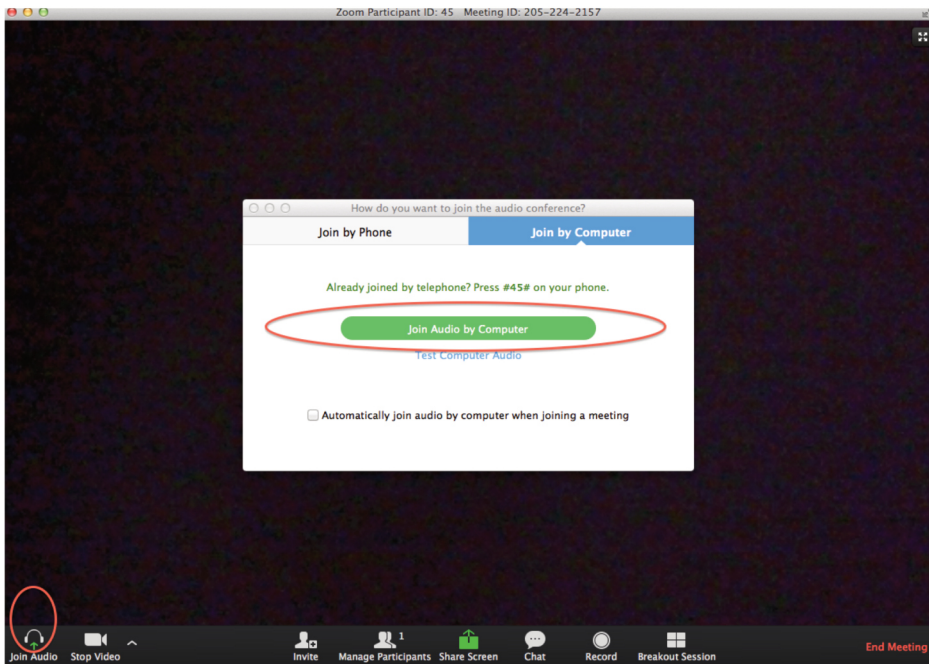 Zoom Participant ID: 45 Meeting ID: 205-224-2157
How do you want to join the audio conference?
Join by Phone Join by Computer
Already joined by telephone? Press #45# on your phone.
Join Audio by Computer
Test Computer Audio
Automatically join audio by computer when joining a meeting
1
Join Audio Stop Video Invite Manage Participants Share Screen Chat Record Breakout Session End Meeting